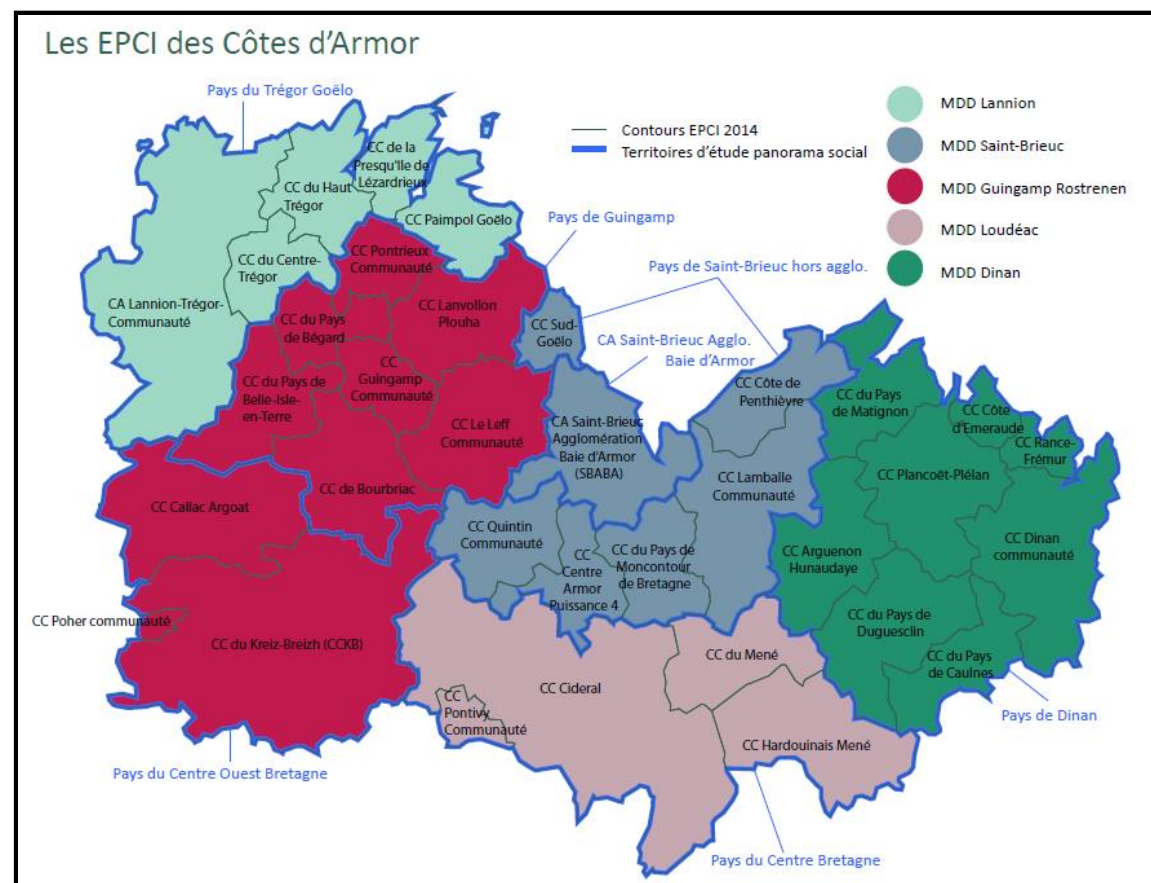 Les EPCI des Côtes d'Armor
Pays du Trégor Goëlo
MDD Lannion
Contours EPCI 2014
MDD Saint-Brieuc
Territoires d'étude panorama social
CC de la
Presqu'Ile de
Lézardrieux
CC du Haut
Trégor
MDD Guingamp Rostrenen
CC Paimpol Goëlo
Pays de Guingamp
MDD Loudéac
CC Pontrieux
Communauté
CC du Centre-
Trégor
Pays de Saint-Brieuc hors agglo.
MDD Dinan
CA Lannion-Trégor-
Communauté
CC Lanvollon
Plouha
CC du Pays
de Bégard
CC Sud-
Goëlo
CA Saint-Brieuc Agglo.
Baie d'Armor
CC
Guingamp
Communauté
CC du Pays de
Belle-Isle-
en-Terre
CC Côte de
Penthièvre
CC du Pays
de Matignon
CC Côte
d'Emeraude
CC Rance-
Frémur
CC Le Leff
Communauté
CA Saint-Brieuc
Agglomération
Baie d'Armor
(SBABA)
CC Plancoët-Plélan
CC Lamballe
Communauté
CC de Bourbriac
CC Callac Argoat
CC Quintin
Communauté
CC du Pays de
Moncontour
de Bretagne
CC
Centre
Armor
Puissance 4
CC Arguenon
Hunaudaye
CC Dinan
communauté
CC Poher communauté
CC du Kreiz-Breizh (CCKB)
CC du Pays de
Duguesclin
CC du Mené
CC du Pays
de Caulnes
CC Cideral
CC
Pontivy
Communauté
Pays de Dinan
CC Hardouinais Mené
Pays du Centre Ouest Bretagne
Pays du Centre Bretagne